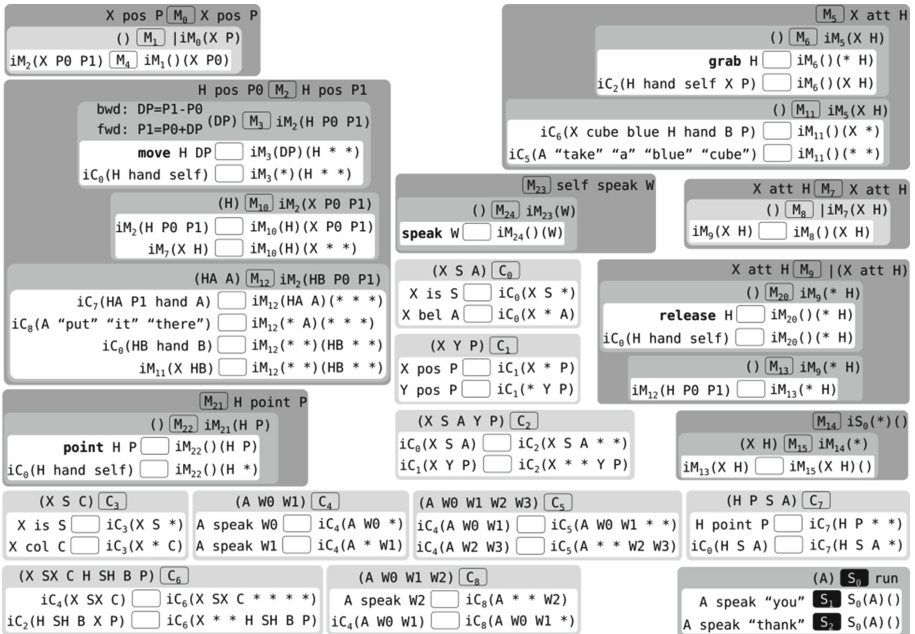 X pos P M₀ X pos P
() M₁ |iM₀(X P)
iM₂(X P0 P1) M₄ iM₁()(X P0)
H pos P0 M₂ H pos P1
bwd: DP=P1-P0
fwd: P1=P0+DP
(DP) M₃ iM₂(H P0 P1)
move H DP iM₃(DP)(H * *)
iC₀(H hand self) iM₃(*)(H * *)
(H) M₁₀ iM₂(X P0 P1)
iM₂(H P0 P1) iM₁₀(H)(X P0 P1)
iM₇(X H) iM₁₀(H)(X * *)
(HA A) M₁₂ iM₂(HB P0 P1)
iC₇(HA P1 hand A) iM₁₂(HA A)(* * *)
iC₈(A “put” “it” “there”) iM₁₂(* A)(* * *)
iC₀(HB hand B) iM₁₂(* *)(HB * *)
iM₁₁(X HB) iM₁₂(* *)(HB * *)
M₂₁ H point P
() M₂₂ iM₂₁(H P)
point H P iM₂₂()(H P)
iC₀(H hand self) iM₂₂()(H *)
M₅ X att H
() M₆ iM₅(X H)
grab H iM₆()(* H)
iC₂(H hand self X P) iM₆()(X H)
() M₁₁ iM₅(X H)
iC₆(X cube blue H hand B P) iM₁₁()(X *)
iC₅(A “take” “a” “blue” “cube”) iM₁₁()(* *)
M₂₃ self speak W
() M₂₄ iM₂₃(W)
speak W iM₂₄()(W)
X att H M₇ X att H
() M₈ |iM₇(X H)
iM₉(X H) iM₈()(X H)
(X S A) C₀
X is S iC₀(X S *)
X bel A iC₀(X * A)
(X Y P) C₁
X pos P iC₁(X * P)
Y pos P iC₁(* Y P)
X att H M₉ |(X att H)
() M₂₀ iM₉(* H)
release H iM₂₀()(* H)
iC₀(H hand self) iM₂₀()(* H)
() M₁₃ iM₉(* H)
iM₁₂(H P0 P1) iM₁₃(* H)
(X S A Y P) C₂
iC₀(X S A) iC₂(X S A * *)
iC₁(X Y P) iC₂(X * * Y P)
M₁₄ iS₀(*)()
(X H) M₁₅ iM₁₄(*)
iM₁₃(X H) iM₁₅(X H)()
(X S C) C₃
X is S iC₃(X S *)
X col C iC₃(X * C)
(A W0 W1) C₄
A speak W0 iC₄(A W0 *)
A speak W1 iC₄(A * W1)
(A W0 W1 W2 W3) C₅
iC₄(A W0 W1) iC₅(A W0 W1 * *)
iC₄(A W2 W3) iC₅(A * * W2 W3)
(H P S A) C₇
H point P iC₇(H P * *)
iC₀(H S A) iC₇(H S A *)
(X SX C H SH B P) C₆
iC₄(X SX C) iC₆(X SX C * * * *)
iC₂(H SH B X P) iC₆(X * * H SH B P)
(A W0 W1 W2) C₈
A speak W2 iC₈(A * * W2)
iC₄(A W0 W1) iC₈(A W0 W1 *)
(A) S₀ run
A speak “you” S₁ S₀(A)()
A speak “thank” S₂ S₀(A)()